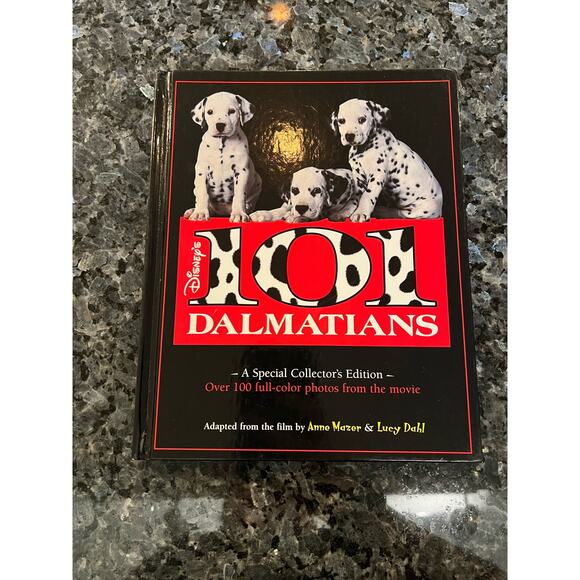 DISNEY'S
101
DALMATIANS
– A Special Collector's Edition –
Over 100 full-color photos from the movie
Adapted from the film by Anne Mazer & Lucy Dahl